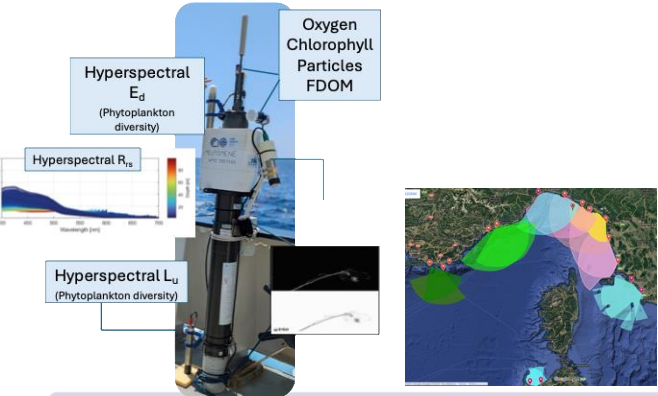 Oxygen
Chlorophyll
Particles
FDOM
Hyperspectral
Ed
(Phytoplankton
diversity)
Hyperspectral Rrs
Wavelength [nm]
Hyperspectral Lu
(Phytoplankton diversity)